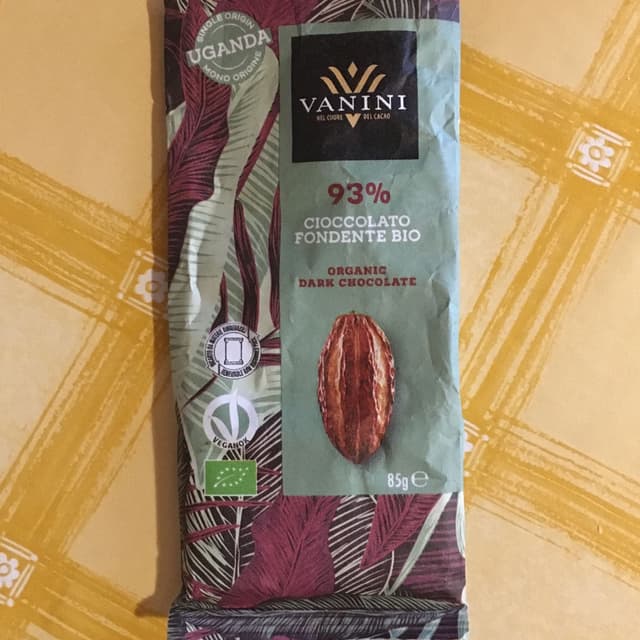 SINGLE ORIGIN
UGANDA
MONO ORIGINE
VANINI
NEL CUORE DEL CACAO
93%
CIOCCOLATO
FONDENTE BIO
ORGANIC
DARK CHOCOLATE
VEGANOK
85g ℮